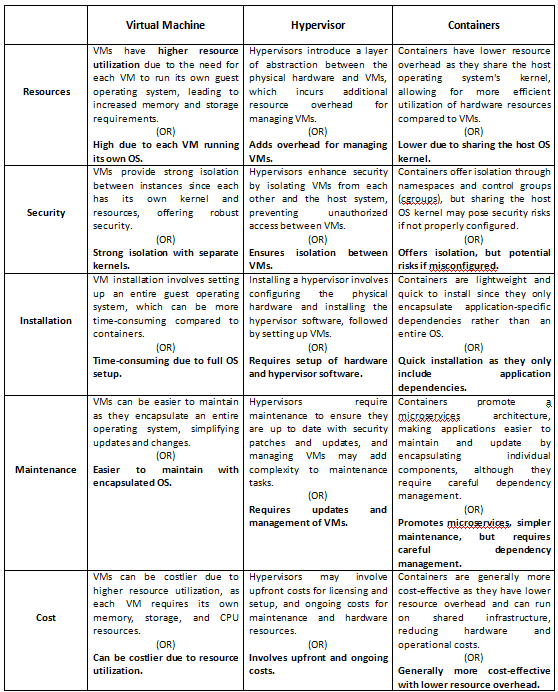 Virtual Machine
Hypervisor
Containers
Resources
VMs have higher resource
utilization due to the need for
each VM to run its own guest
operating system, leading to
increased memory and storage
requirements.
(OR)
High due to each VM running
its own OS.
Hypervisors introduce a layer
of abstraction between the
physical hardware and VMs,
which incurs additional
resource overhead for
managing VMs.
(OR)
Adds overhead for managing
VMs.
Containers have lower resource
overhead as they share the host
operating system's kernel,
allowing for more efficient
utilization of hardware resources
compared to VMs.
(OR)
Lower due to sharing the host OS
kernel.
Security
VMs provide strong isolation
between instances since each
has its own kernel and
resources, offering robust
security.
(OR)
Strong isolation with separate
kernels.
Hypervisors enhance security
by isolating VMs from each
other and the host system,
preventing unauthorized
access between VMs.
(OR)
Ensures isolation between
VMs.
Containers offer isolation through
namespaces and control groups
(cgroups), but sharing the host
OS kernel may pose security risks
if not properly configured.
(OR)
Offers isolation, but potential
risks if misconfigured.
Installation
VM installation involves setting
up an entire guest operating
system, which can be more
time-consuming compared to
containers.
(OR)
Time-consuming due to full OS
setup.
Installing a hypervisor involves
configuring the physical
hardware and installing the
hypervisor software, followed
by setting up VMs.
(OR)
Requires setup of hardware
and hypervisor software.
Containers are lightweight and
quick to install since they only
encapsulate application-specific
dependencies rather than an
entire OS.
(OR)
Quick installation as they only
include application
dependencies.
Maintenance
VMs can be easier to maintain
as they encapsulate an entire
operating system, simplifying
updates and changes.
(OR)
Easier to maintain with
encapsulated OS.
Hypervisors require
maintenance to ensure they
are up to date with security
patches and updates, and
managing VMs may add
complexity to maintenance
tasks.
(OR)
Requires updates and
management of VMs.
Containers promote a
microservices architecture,
making applications easier to
maintain and update by
encapsulating individual
components, although they
require careful dependency
management.
(OR)
Promotes microservices, simpler
maintenance, but requires
careful dependency
management.
Cost
VMs can be costlier due to
higher resource utilization, as
each VM requires its own
memory, storage, and CPU
resources.
(OR)
Can be costlier due to resource
utilization.
Hypervisors may involve
upfront costs for licensing and
setup, and ongoing costs for
maintenance and hardware
resources.
(OR)
Involves upfront and ongoing
costs.
Containers are generally more
cost-effective as they have lower
resource overhead and can run
on shared infrastructure,
reducing hardware and
operational costs.
(OR)
Generally more cost-effective
with lower resource overhead.